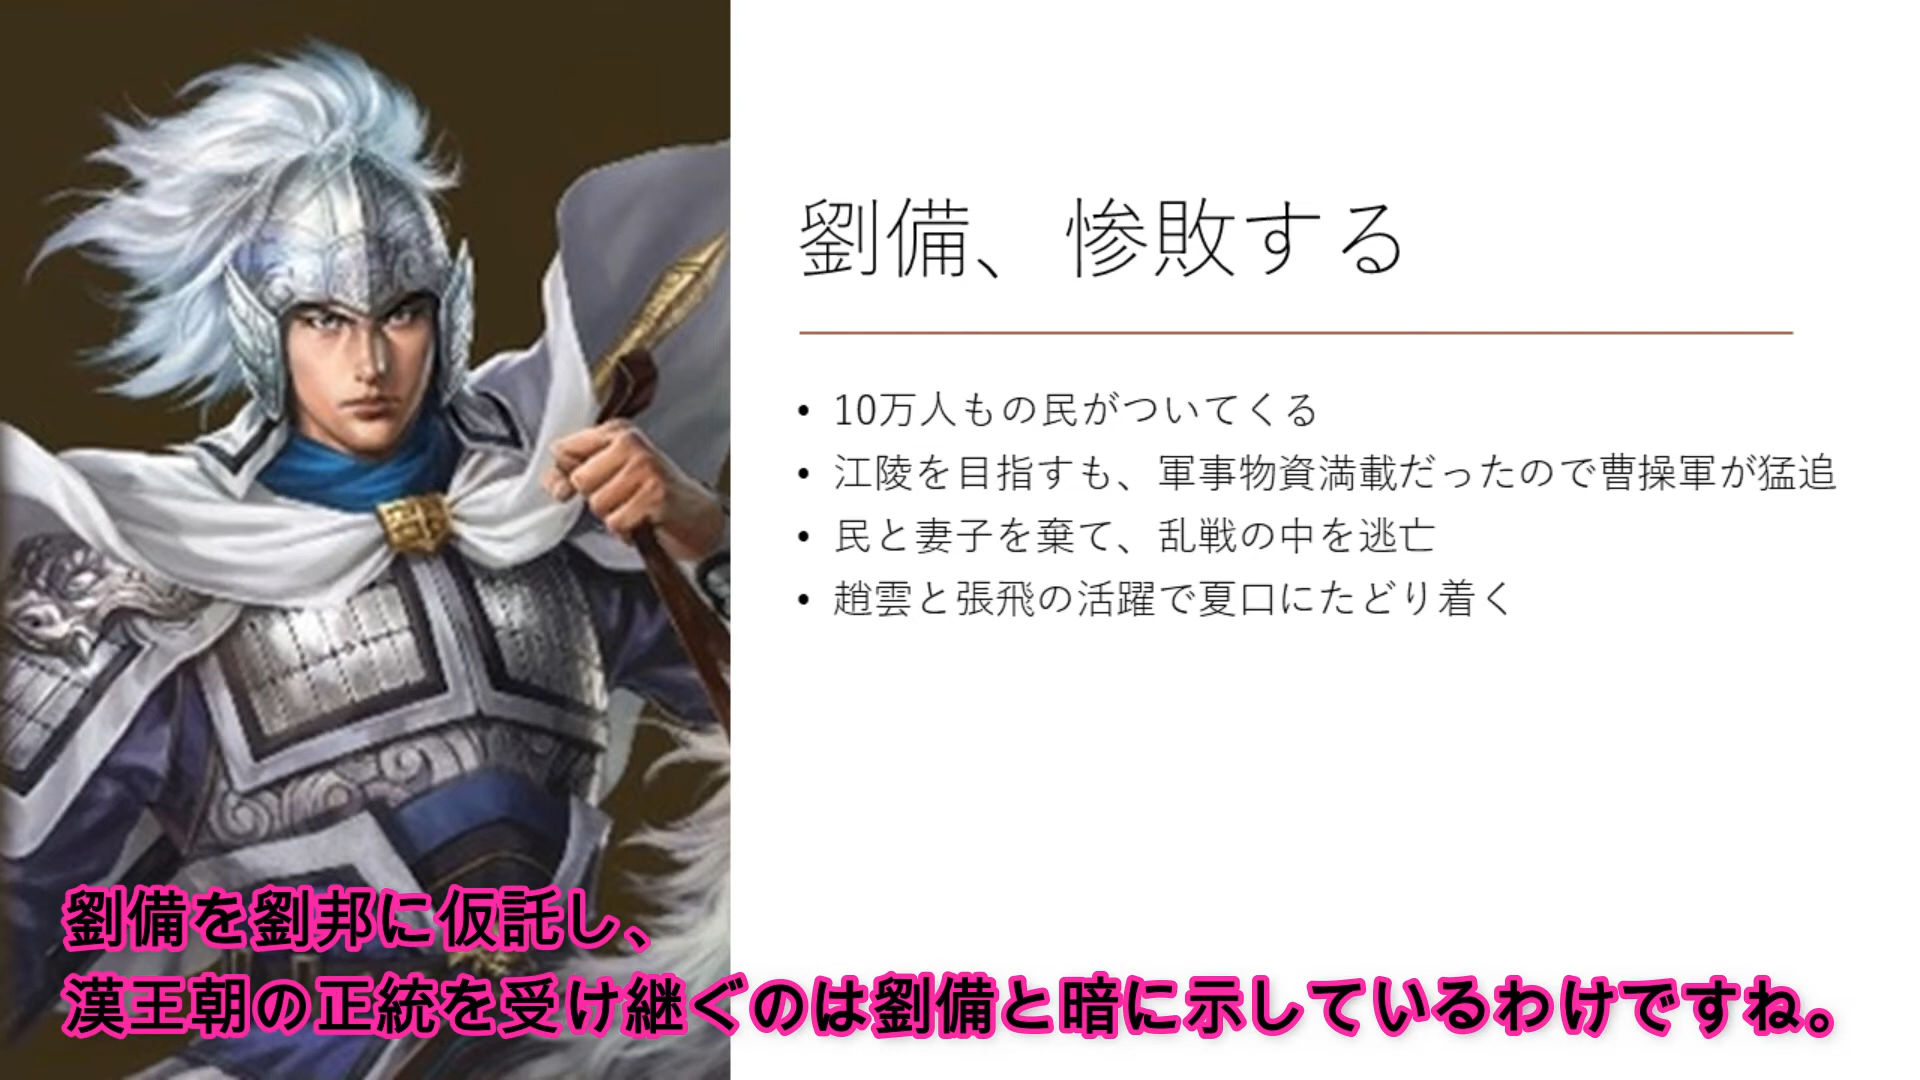 劉備、惨敗する
• 10万人もの民がついてくる
• 江陵を目指すも、軍事物資満載だったので曹操軍が猛追
• 民と妻子を棄て、乱戦の中を逃亡
• 趙雲と張飛の活躍で夏口にたどり着く
劉備を劉邦に仮託し、
漢王朝の正統を受け継ぐのは劉備と暗に示しているわけですね。